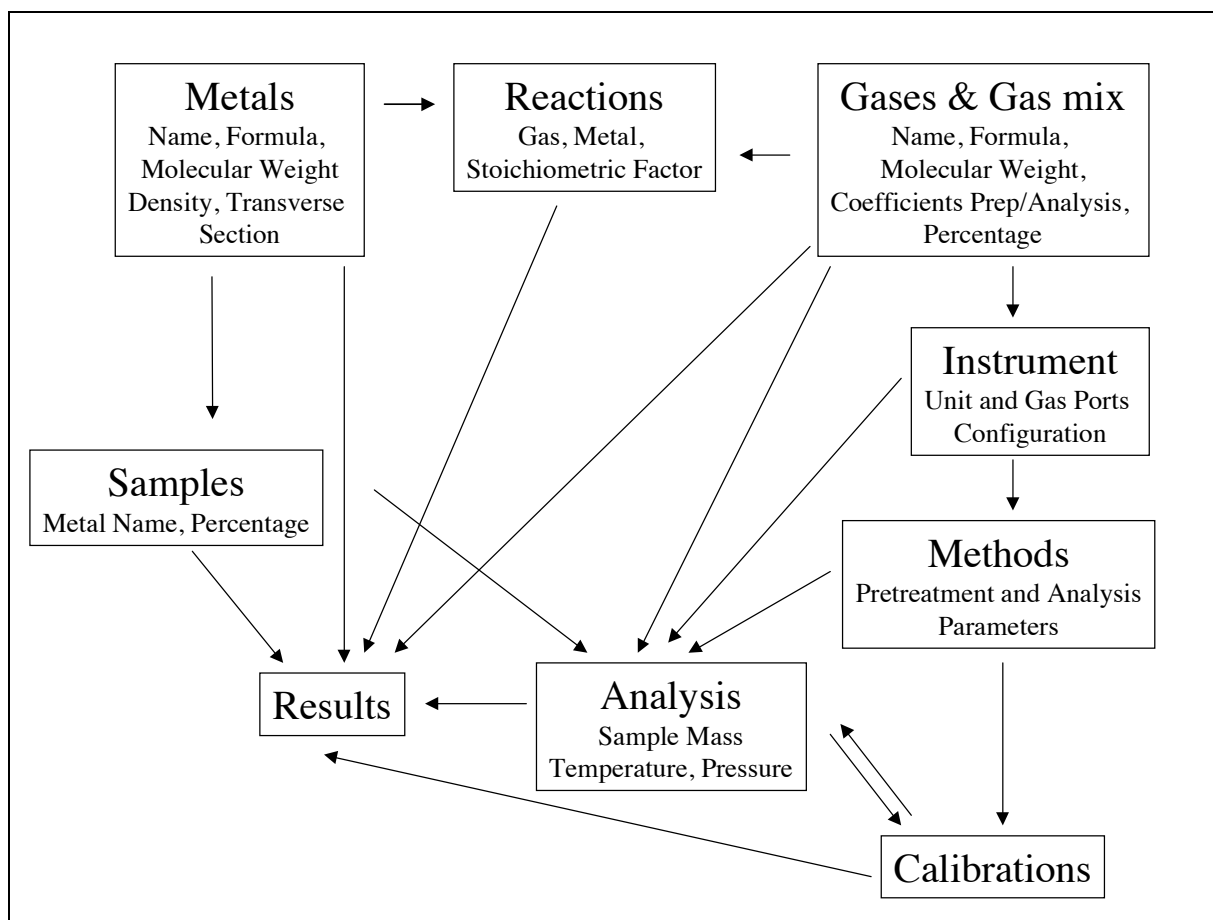 Metals
Name, Formula,
Molecular Weight
Density, Transverse
Section
Reactions
Gas, Metal,
Stoichiometric Factor
Gases & Gas mix
Name, Formula,
Molecular Weight,
Coefficients Prep/Analysis,
Percentage
Instrument
Unit and Gas Ports
Configuration
Samples
Metal Name, Percentage
Methods
Pretreatment and Analysis
Parameters
Results
Analysis
Sample Mass
Temperature, Pressure
Calibrations